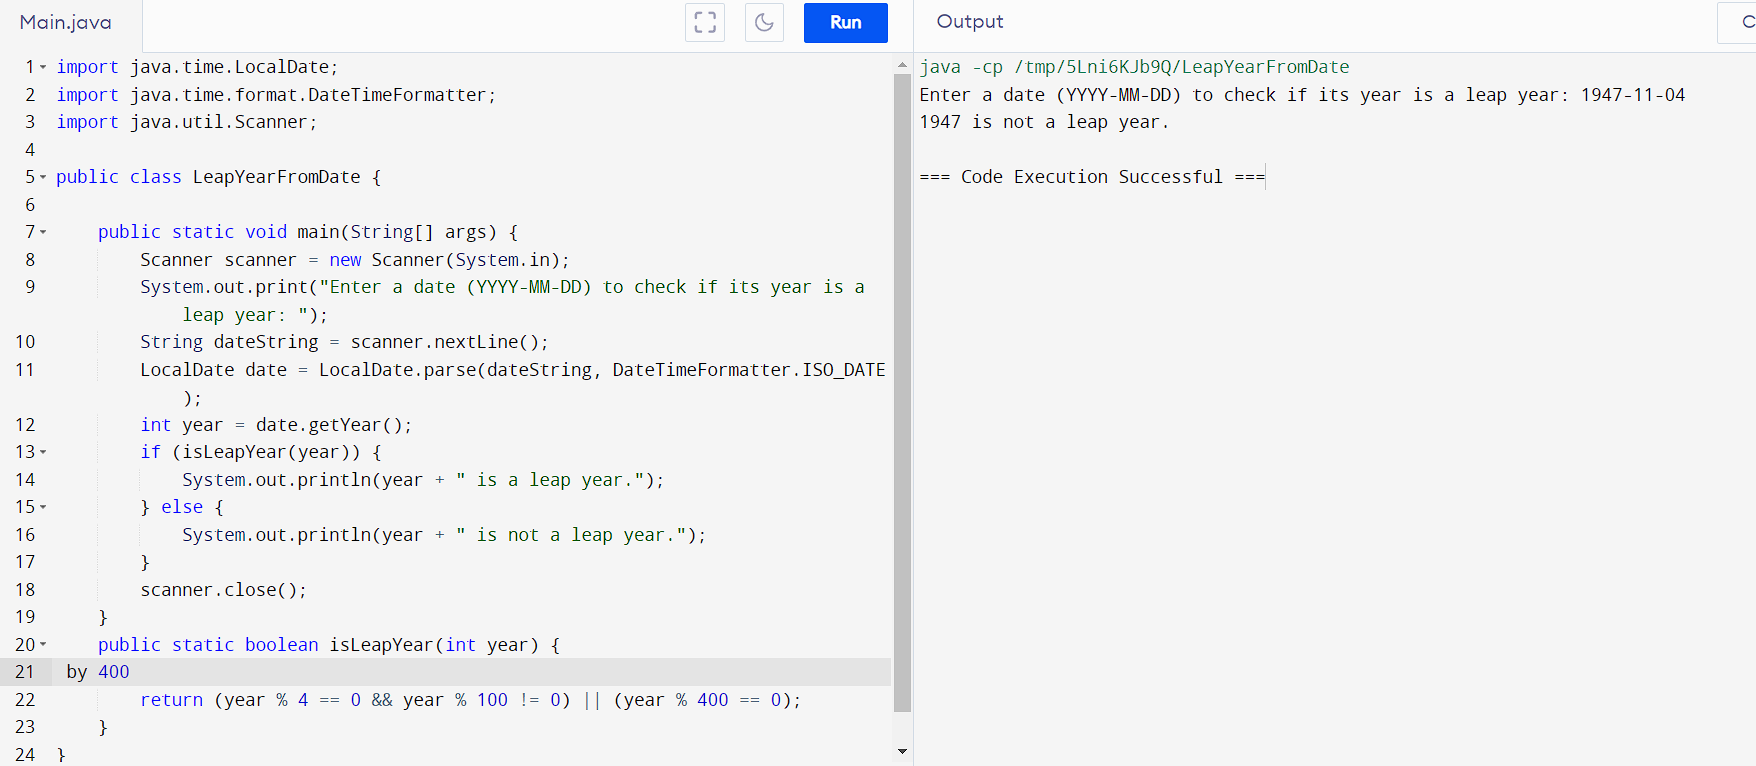 Main.java
Run
1 import java.time.LocalDate;
2 import java.time.format.DateTimeFormatter;
3 import java.util.Scanner;
4
5 public class LeapYearFromDate {
6
7     public static void main(String[] args) {
8         Scanner scanner = new Scanner(System.in);
9         System.out.print("Enter a date (YYYY-MM-DD) to check if its year is a
            leap year: ");
10         String dateString = scanner.nextLine();
11         LocalDate date = LocalDate.parse(dateString, DateTimeFormatter.ISO_DATE
            );
12         int year = date.getYear();
13         if (isLeapYear(year)) {
14             System.out.println(year + " is a leap year.");
15         } else {
16             System.out.println(year + " is not a leap year.");
17         }
18         scanner.close();
19     }
20     public static boolean isLeapYear(int year) {
21  by 400
22         return (year % 4 == 0 && year % 100 != 0) || (year % 400 == 0);
23     }
24 }
Output
java -cp /tmp/5Lni6KJb9Q/LeapYearFromDate
Enter a date (YYYY-MM-DD) to check if its year is a leap year: 1947-11-04
1947 is not a leap year.
=== Code Execution Successful ===